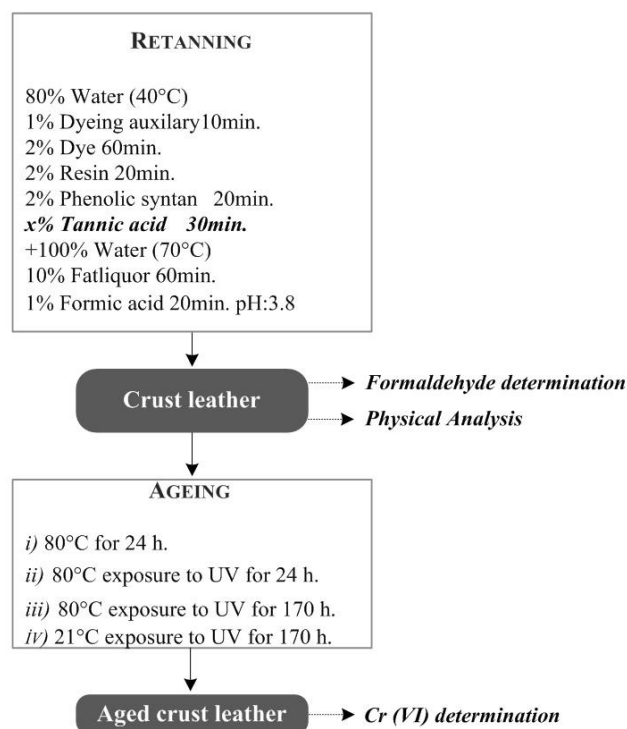 RETANNING
80% Water (40°C)
1% Dyeing auxilary10min.
2% Dye 60min.
2% Resin 20min.
2% Phenolic syntan 20min.
x% Tannic acid 30min.
+100% Water (70°C)
10% Fatliquor 60min.
1% Formic acid 20min. pH:3.8
Crust leather
Formaldehyde determination
Physical Analysis
AGEING
i) 80°C for 24 h.
ii) 80°C exposure to UV for 24 h.
iii) 80°C exposure to UV for 170 h.
iv) 21°C exposure to UV for 170 h.
Aged crust leather
Cr (VI) determination